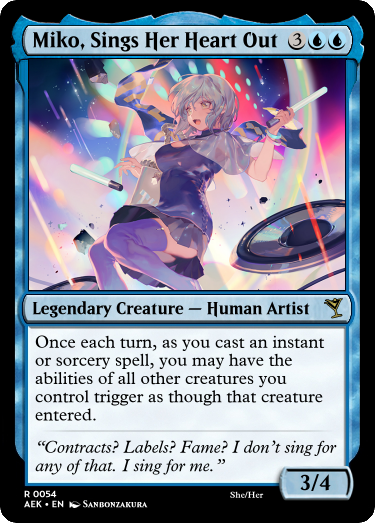 Miko, Sings Her Heart Out 3
Legendary Creature — Human Artist
Once each turn, as you cast an instant
or sorcery spell, you may have the
abilities of all other creatures you
control trigger as though that creature
entered.
“Contracts? Labels? Fame? I don't sing for
any of that. I sing for me.”
3/4
R 0054
AEK • EN SANBONZAKURA
She/Her